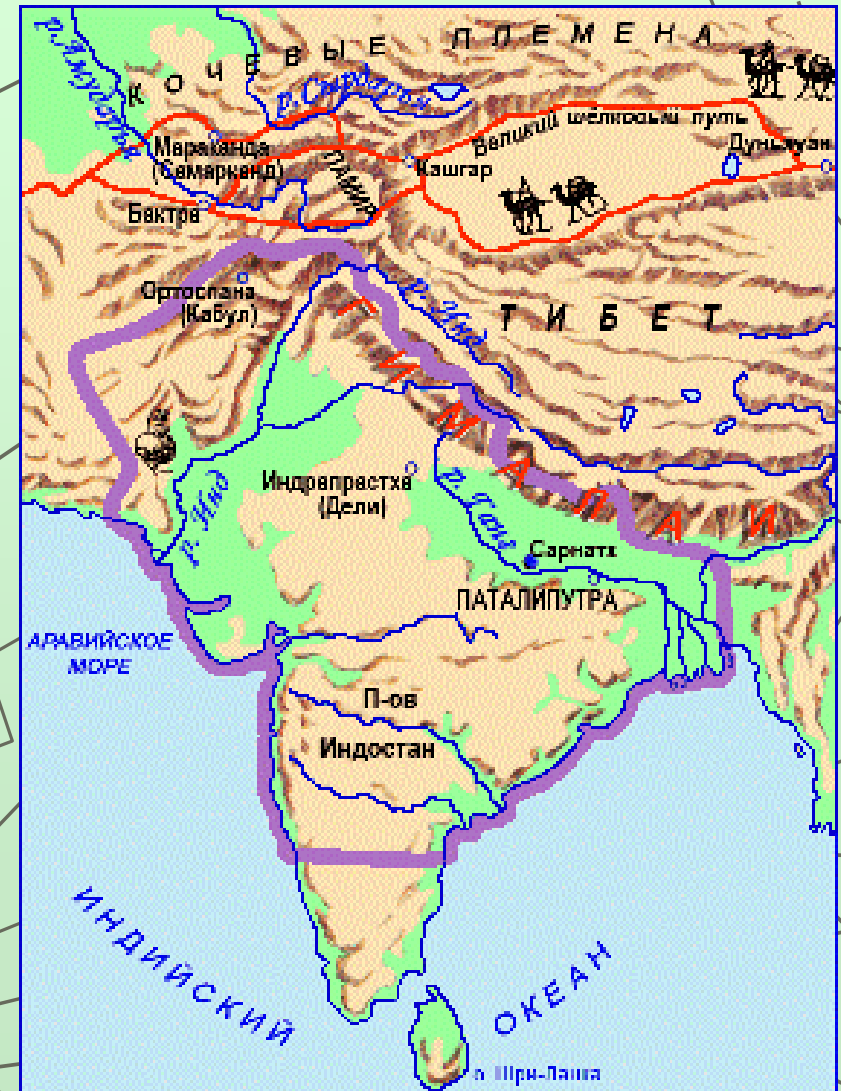 КОЧЕВЫЕ ПЛЕМЕНА
р.Амударья
р.Сырдарья
Великий шёлковый путь
Мараканда
(Самарканд)
ПАМИР
Кашгар
Дуньхуан
Бактра
Ортоспана
(Кабул)
р. Инд
ТИБЕТ
ГИМАЛАИ
Индрапрастха
(Дели)
р. Инд
р. Ганг
Сарнатх
ПАТАЛИПУТРА
АРАВИЙСКОЕ
МОРЕ
П-ов
Индостан
ИНДИЙСКИЙ ОКЕАН
о. Шри-Ланка